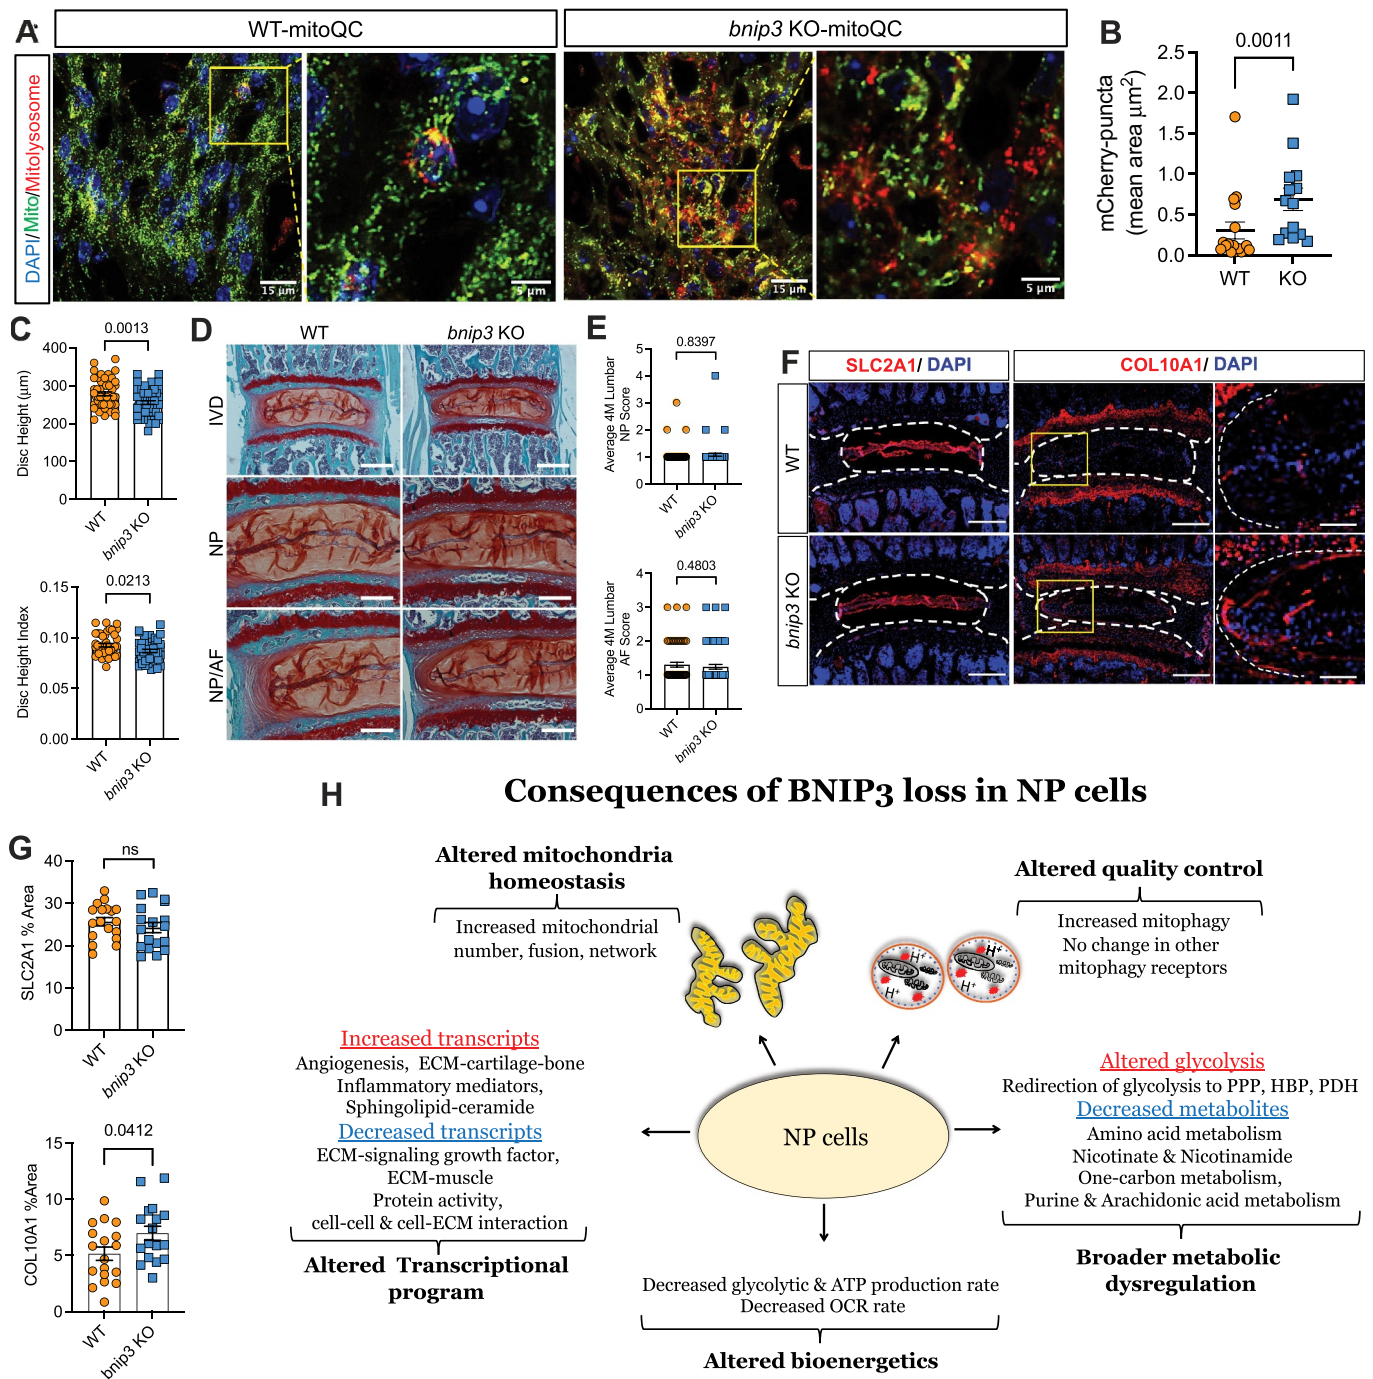 A
WT-mitoQC
bnip3 KO-mitoQC
DAPI/Mito/Mitolysosome
15 μm
5 μm
15 μm
5 μm
B
0.0011
mCherry-puncta
(mean area μm²)
2.5
2.0
1.5
1.0
0.5
0.0
WT
KO
C
0.0013
Disc Height (μm)
400
300
200
100
0
WT
bnip3 KO
0.0213
Disc Height Index
0.15
0.10
0.05
0.00
WT
bnip3 KO
D
WT
bnip3 KO
IVD
NP
NP/AF
E
0.8397
Average 4M Lumbar
NP Score
5
4
3
2
1
0
WT
bnip3 KO
0.4803
Average 4M Lumbar
AF Score
4
3
2
1
0
WT
bnip3 KO
F
SLC2A1/ DAPI
COL10A1/ DAPI
WT
bnip3 KO
G
ns
SLC2A1 % Area
40
30
20
10
0
WT
bnip3 KO
0.0412
COL10A1 %Area
15
10
5
0
WT
bnip3 KO
H
Consequences of BNIP3 loss in NP cells
Altered mitochondria
homeostasis
Increased mitochondrial
number, fusion, network
Altered quality control
Increased mitophagy
No change in other
mitophagy receptors
H+
H+
H+
H+
Increased transcripts
Angiogenesis, ECM-cartilage-bone
Inflammatory mediators,
Sphingolipid-ceramide
Decreased transcripts
ECM-signaling growth factor,
ECM-muscle
Protein activity,
cell-cell & cell-ECM interaction
Altered Transcriptional
program
NP cells
Altered glycolysis
Redirection of glycolysis to PPP, HBP, PDH
Decreased metabolites
Amino acid metabolism
Nicotinate & Nicotinamide
One-carbon metabolism,
Purine & Arachidonic acid metabolism
Broader metabolic
dysregulation
Decreased glycolytic & ATP production rate
Decreased OCR rate
Altered bioenergetics